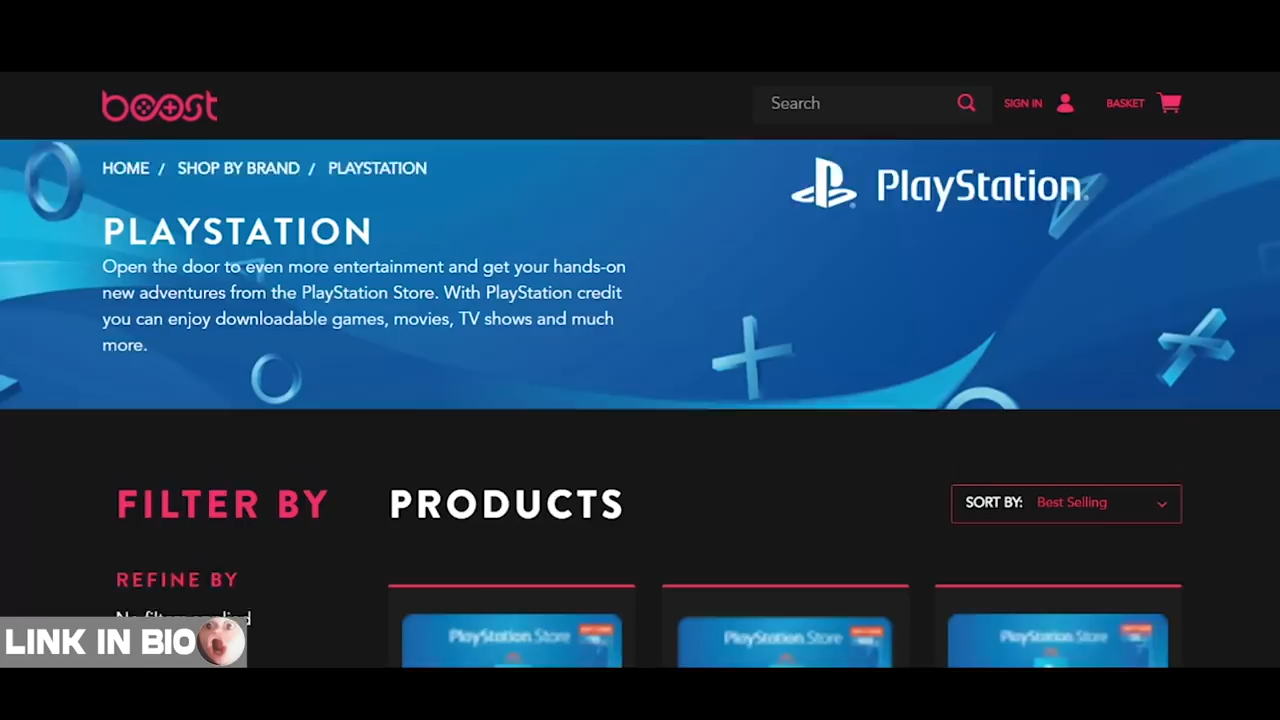 boost
Search
SIGN IN
BASKET
HOME / SHOP BY BRAND / PLAYSTATION
PlayStation
PLAYSTATION
Open the door to even more entertainment and get your hands-on
new adventures from the PlayStation Store. With PlayStation credit
you can enjoy downloadable games, movies, TV shows and much
more.
FILTER BY
PRODUCTS
SORT BY: Best Selling
REFINE BY
No filters applied
PlayStation Store
PlayStation Store
PlayStation Store
LINK IN BIO